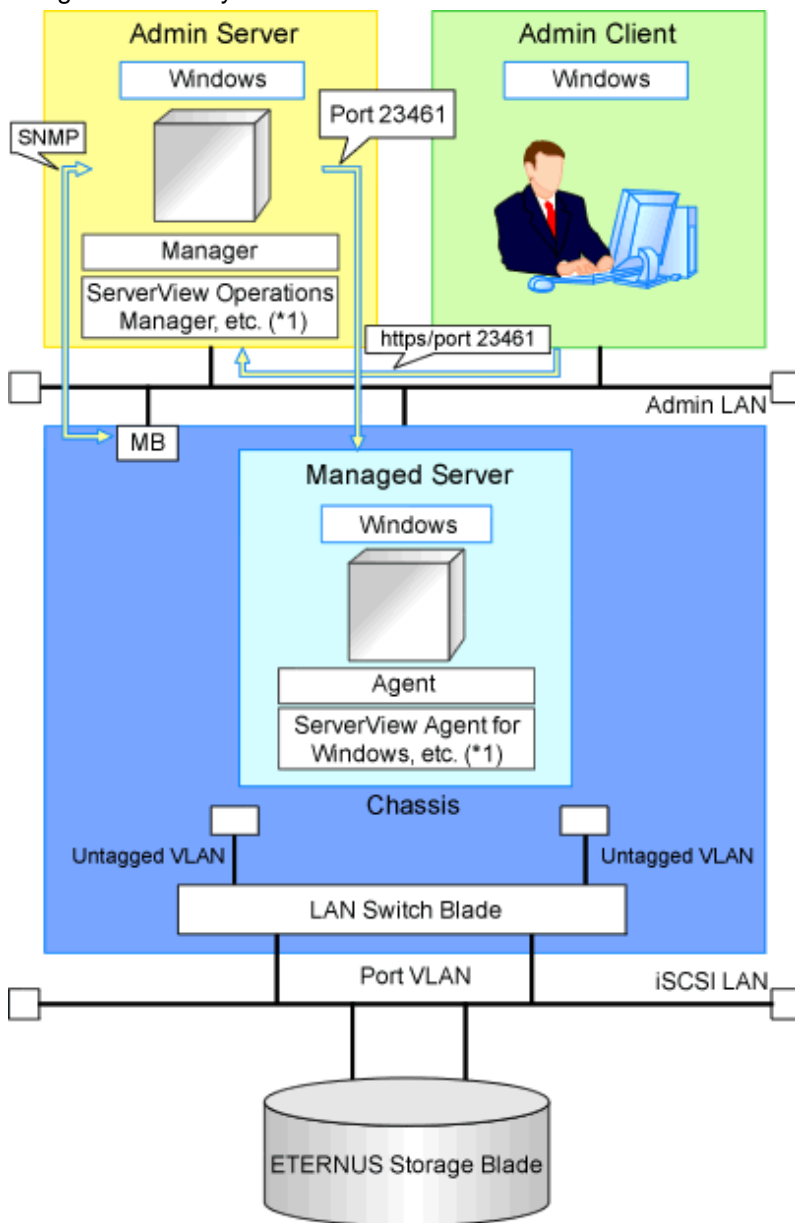 Admin Server
Windows
SNMP
Port 23461
Manager
ServerView Operations
Manager, etc. (*1)
Admin Client
Windows
https/port 23461
Admin LAN
MB
Managed Server
Windows
Agent
ServerView Agent for
Windows, etc. (*1)
Chassis
Untagged VLAN
Untagged VLAN
LAN Switch Blade
Port VLAN
iSCSI LAN
ETERNUS Storage Blade